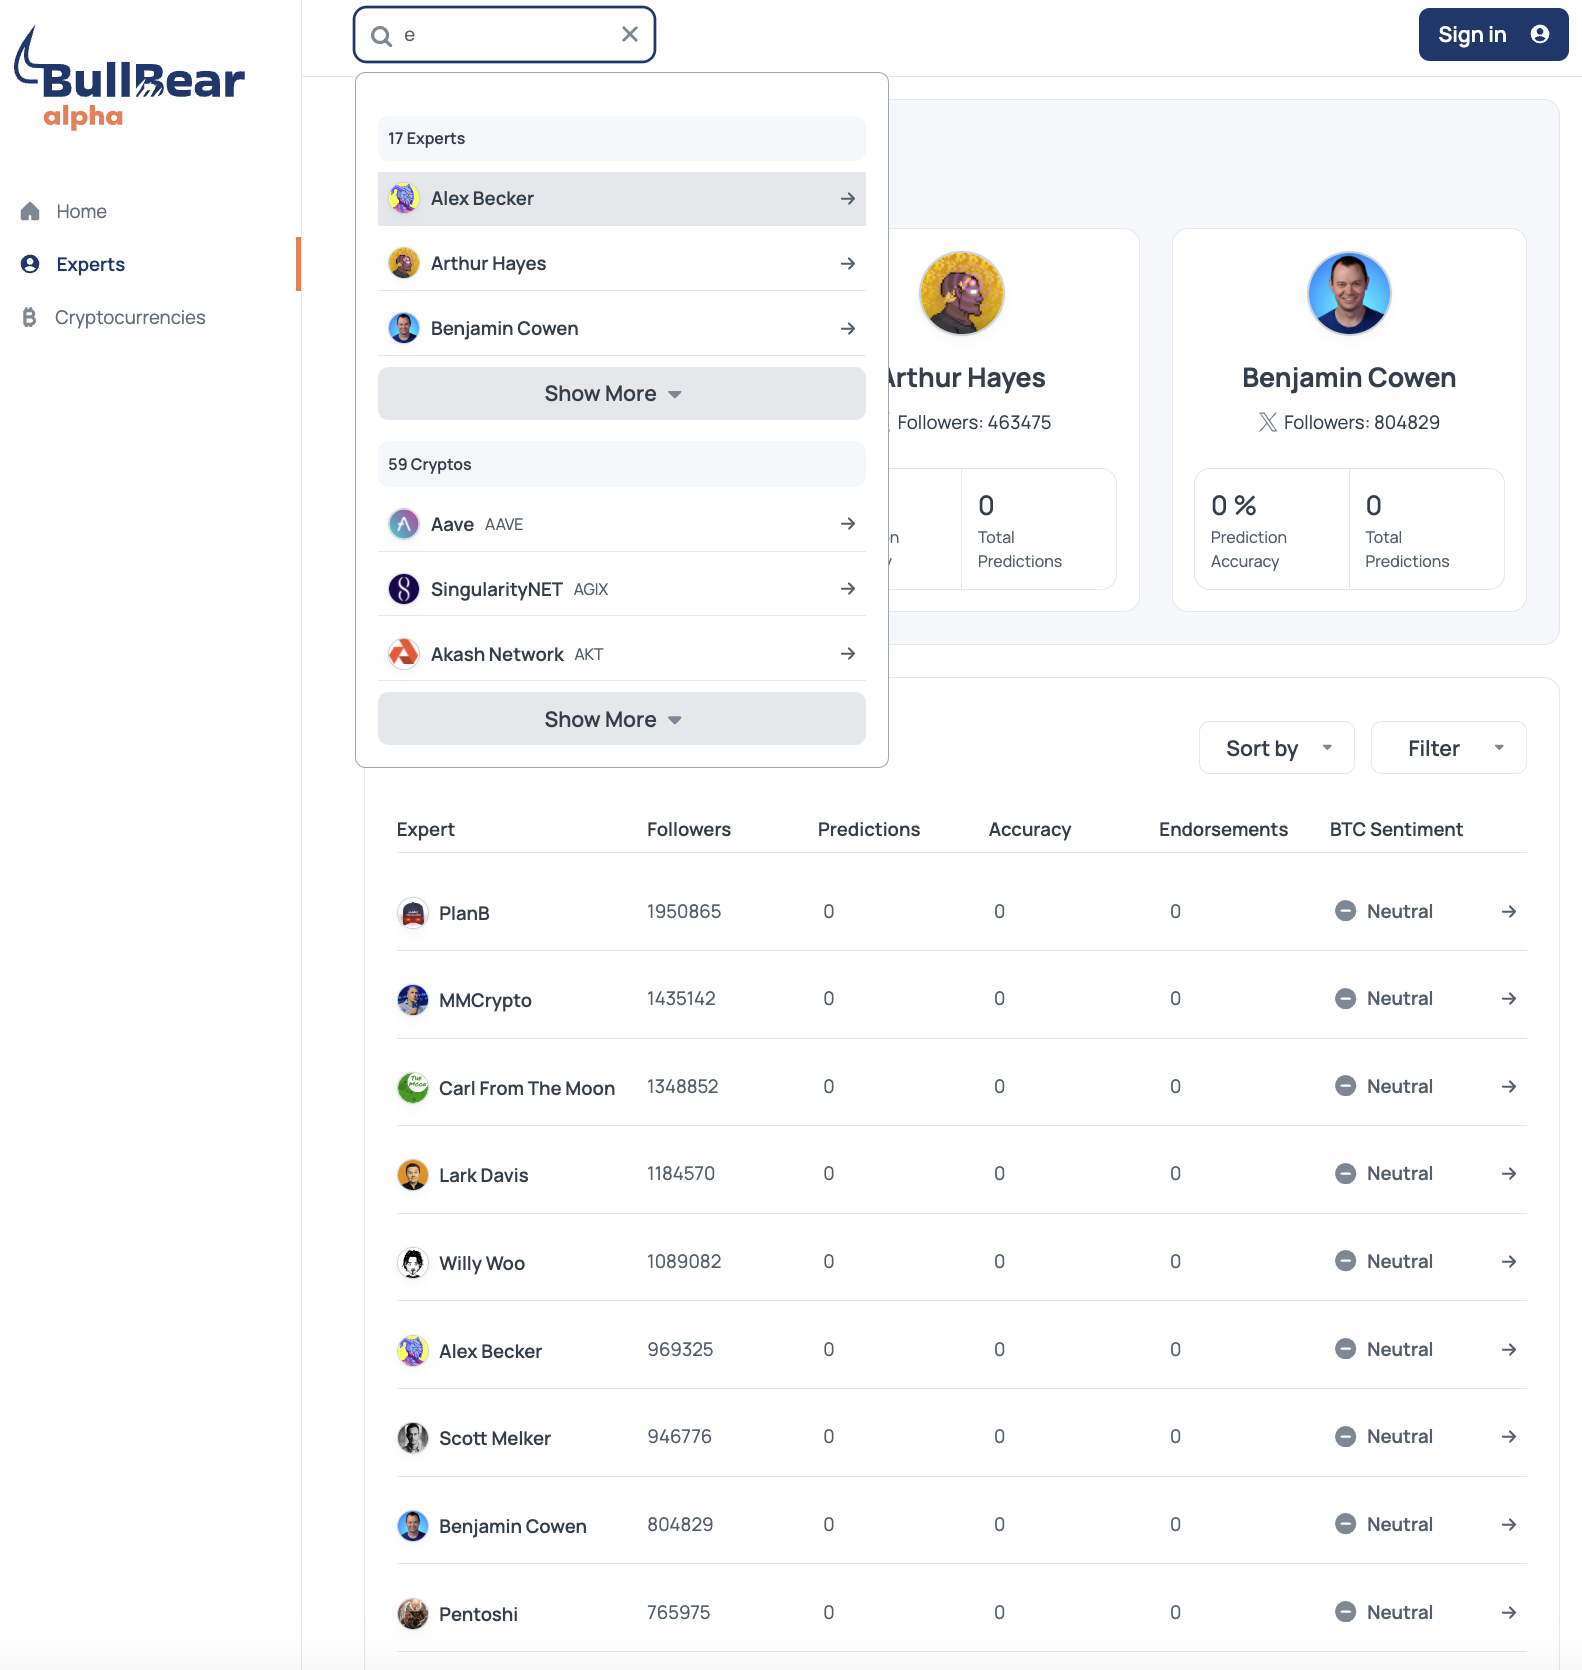 BullBear
alpha
e
Sign in
Home
Experts
Cryptocurrencies
17 Experts
Alex Becker
Arthur Hayes
Benjamin Cowen
Show More
59 Cryptos
Aave AAVE
SingularityNET AGIX
Akash Network AKT
Show More
Arthur Hayes
Followers: 463475
0
Total
Predictions
Benjamin Cowen
Followers: 804829
0 %
Prediction
Accuracy
0
Total
Predictions
Sort by
Filter
Expert Followers Predictions Accuracy Endorsements BTC Sentiment
PlanB 1950865 0 0 0 Neutral
MMCrypto 1435142 0 0 0 Neutral
Carl From The Moon 1348852 0 0 0 Neutral
Lark Davis 1184570 0 0 0 Neutral
Willy Woo 1089082 0 0 0 Neutral
Alex Becker 969325 0 0 0 Neutral
Scott Melker 946776 0 0 0 Neutral
Benjamin Cowen 804829 0 0 0 Neutral
Pentoshi 765975 0 0 0 Neutral